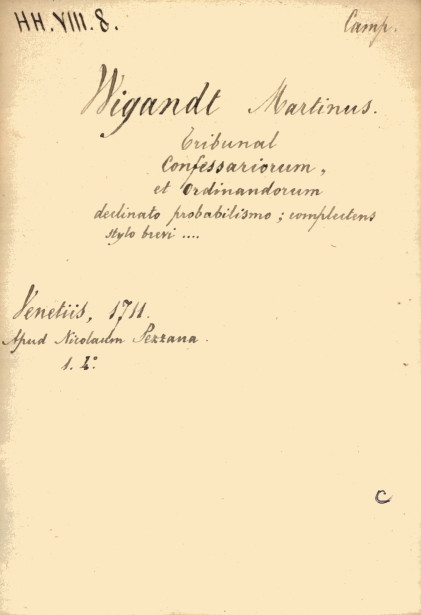 HH.VIII.8.
Camp.
Wigandt Martinus.
Tribunal
Confessariorum,
et Ordinandorum
declinato probabilismo; complectens
stylo brevi ....
Venetiis, 1711.
Apud Nicolaum Pezzana.
1. 4°
C